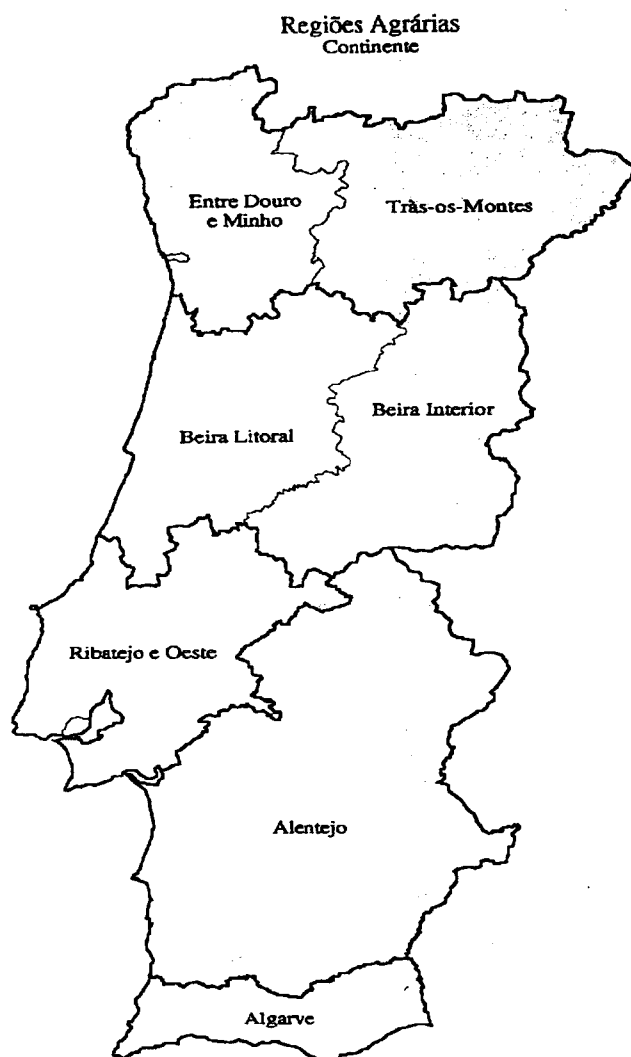 Regiões Agrárias
Continente
Entre Douro
e Minho
Tràs-os-Montes
Beira Litoral
Beira Interior
Ribatejo e Oeste
Alentejo
Algarve